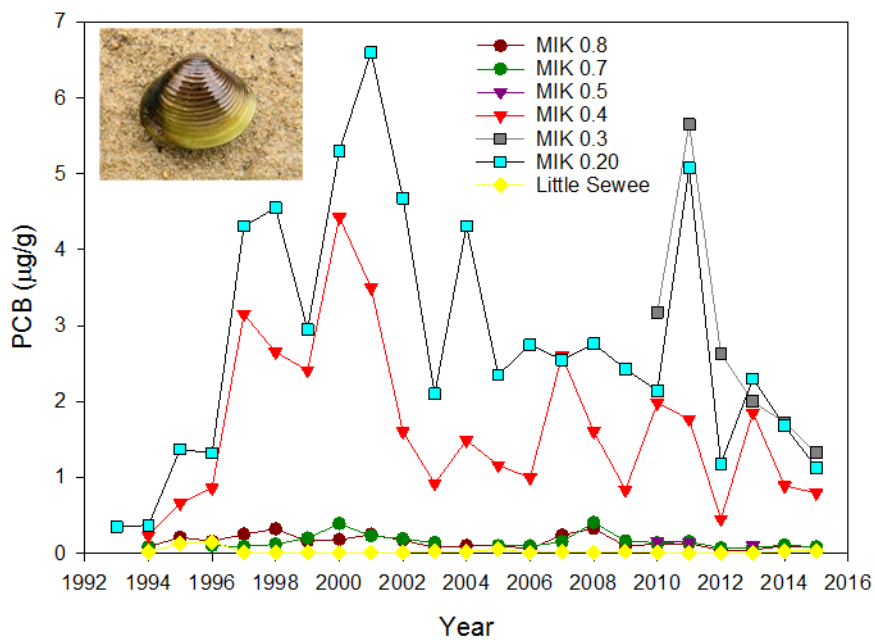 7
6
5
4
3
2
1
0
PCB (µg/g)
MIK 0.8
MIK 0.7
MIK 0.5
MIK 0.4
MIK 0.3
MIK 0.20
Little Sewee
1992 1994 1996 1998 2000 2002 2004 2006 2008 2010 2012 2014 2016
Year